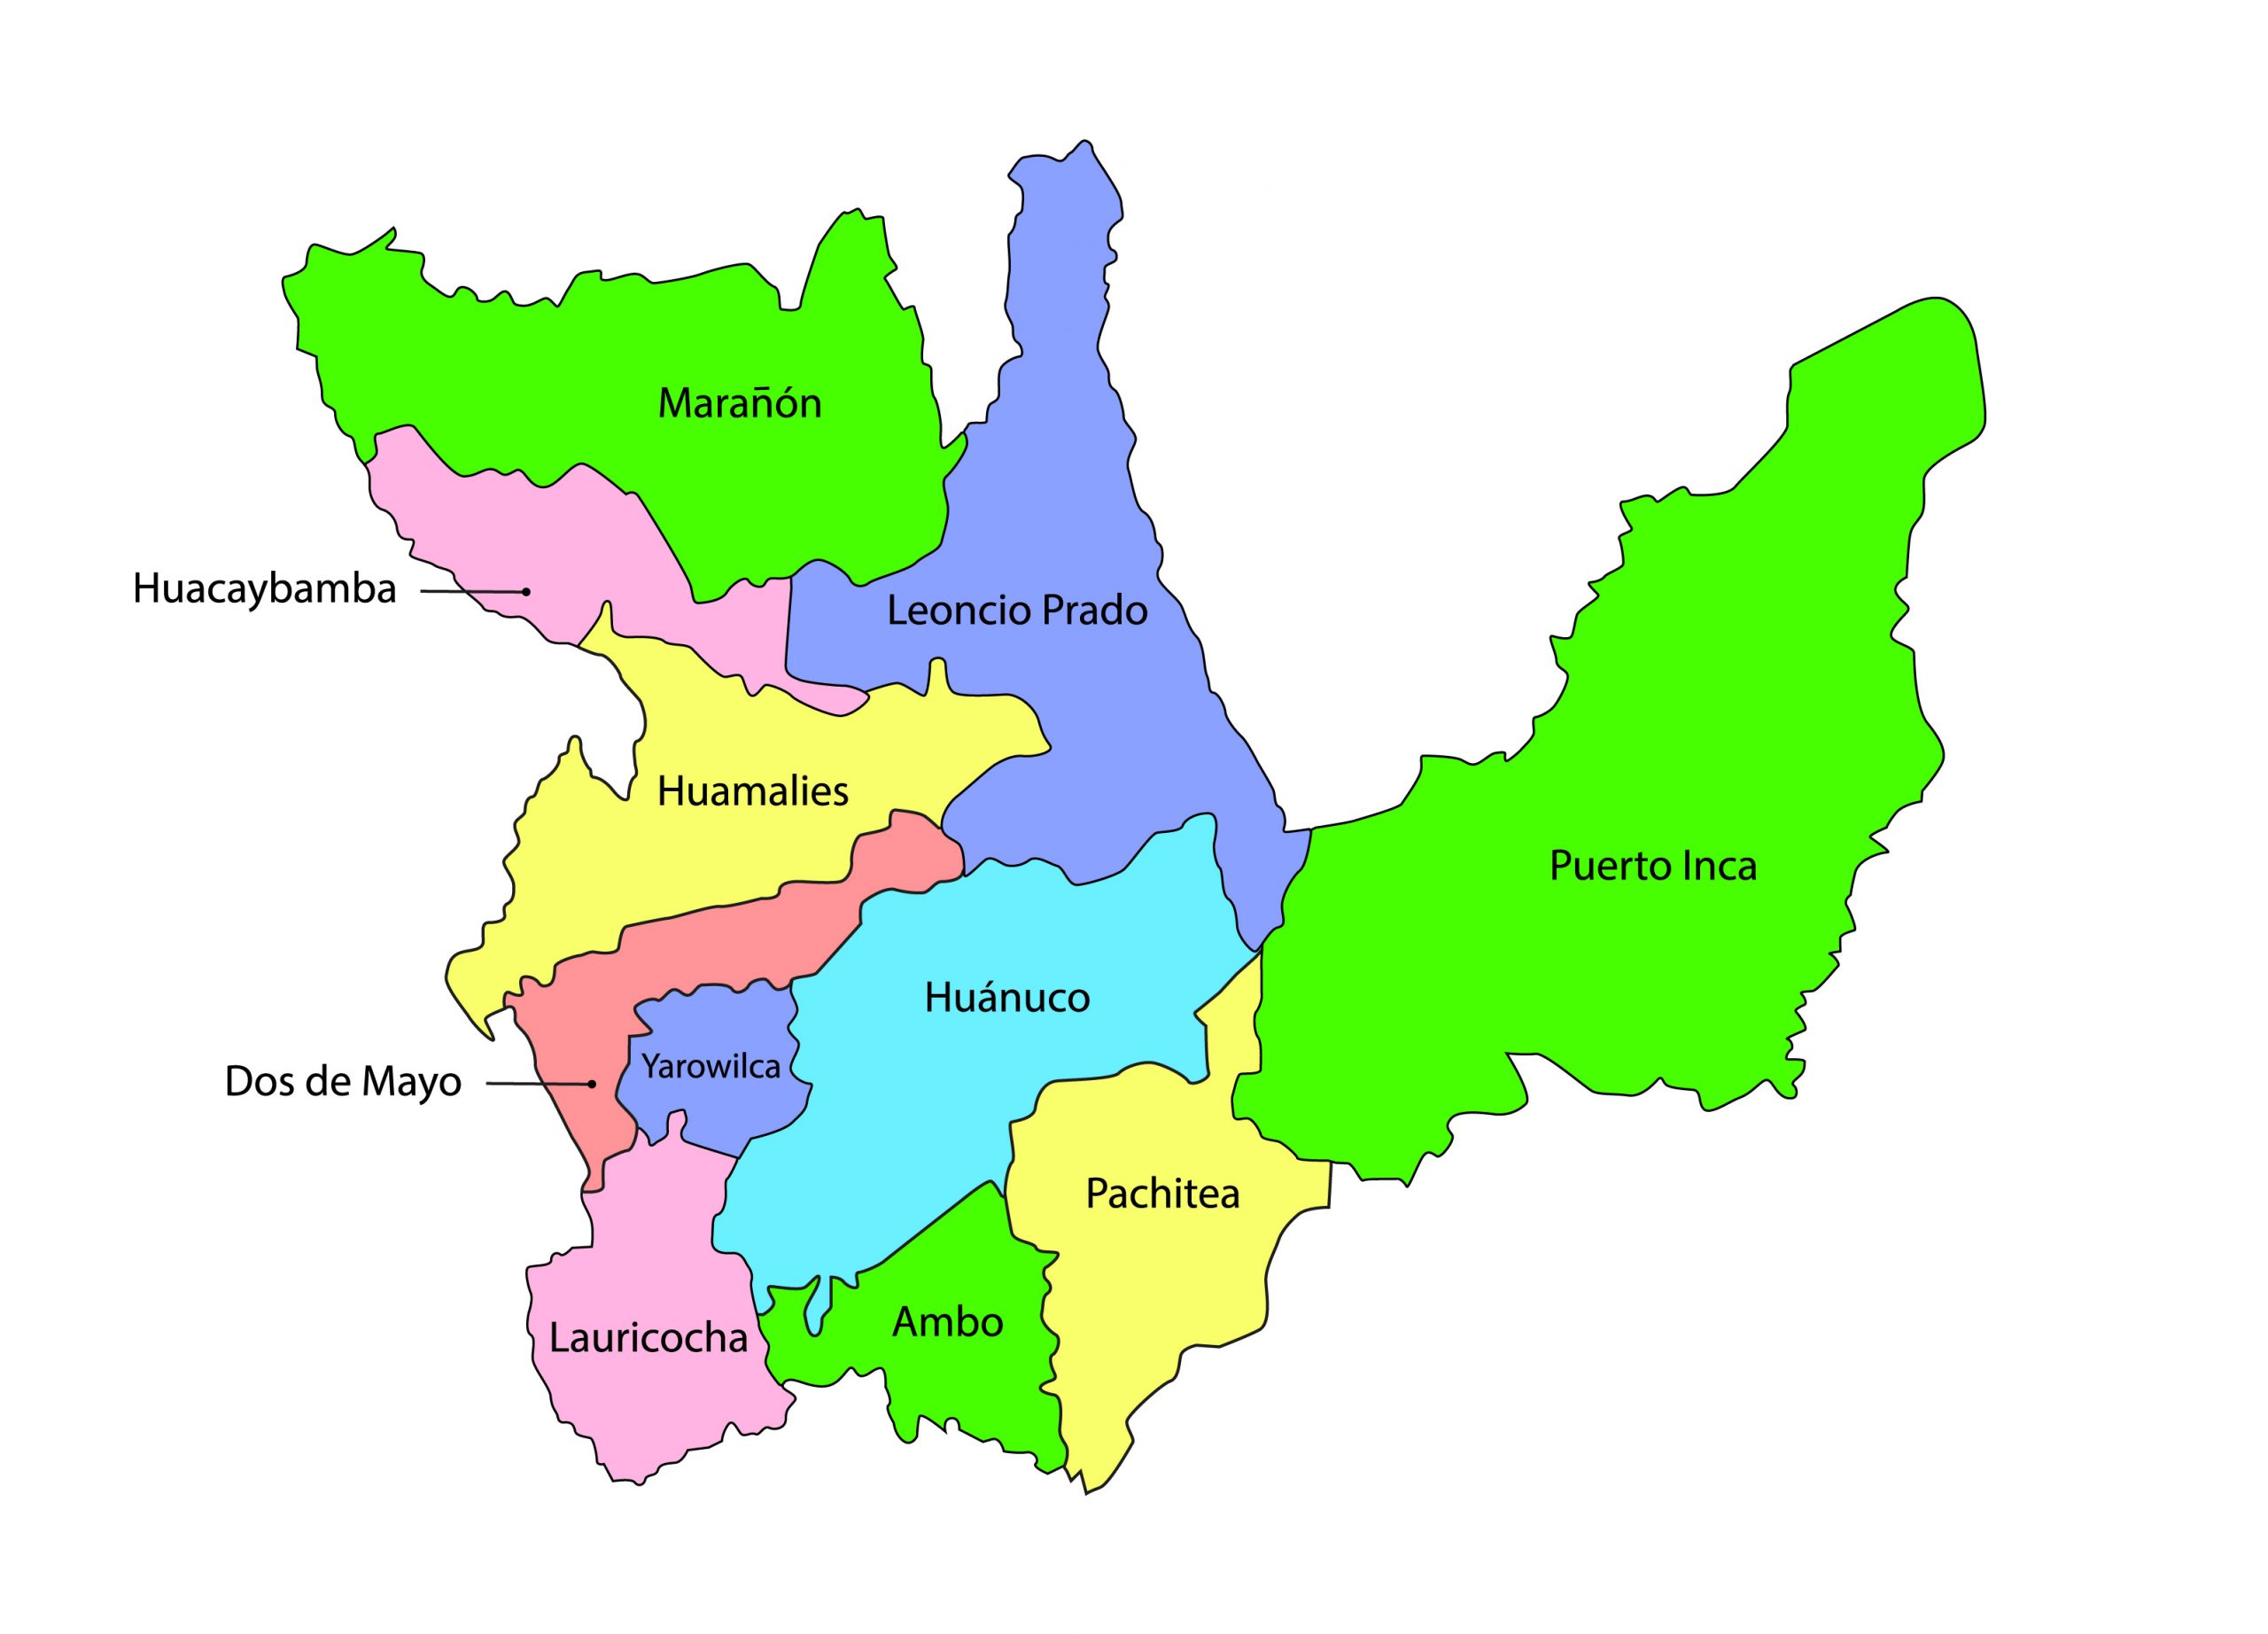 Marañón
Huacaybamba
Leoncio Prado
Huamalies
Puerto Inca
Huánuco
Yarowilca
Dos de Mayo
Pachitea
Ambo
Lauricocha